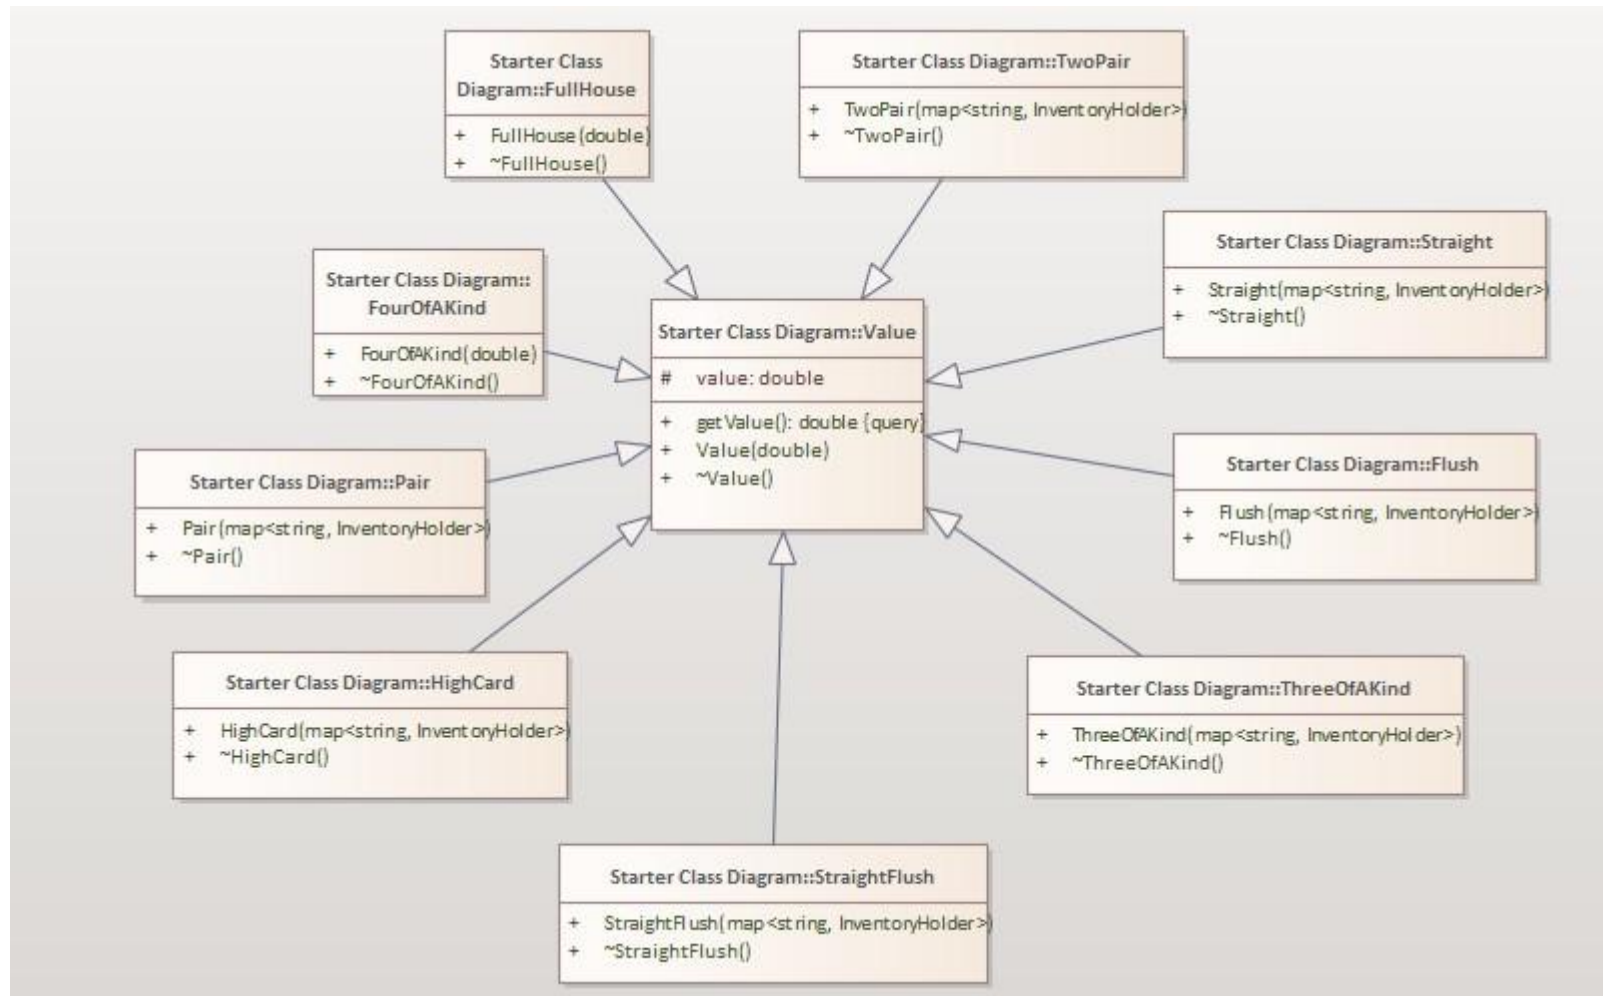 Starter Class
Diagram::FullHouse
+ FullHouse(double)
+ ~FullHouse()
Starter Class Diagram::TwoPair
+ TwoPair(map<string, InventoryHolder>)
+ ~TwoPair()
Starter Class Diagram::Straight
+ Straight(map<string, InventoryHolder>)
+ ~Straight()
Starter Class Diagram::
FourOfAKind
+ FourOfAKind(double)
+ ~FourOfAKind()
Starter Class Diagram::Value
# value: double
+ getValue(): double {query}
+ Value(double)
+ ~Value()
Starter Class Diagram::Flush
+ Flush(map<string, InventoryHolder>)
+ ~Flush()
Starter Class Diagram::Pair
+ Pair(map<string, InventoryHolder>)
+ ~Pair()
Starter Class Diagram::HighCard
+ HighCard(map<string, InventoryHolder>)
+ ~HighCard()
Starter Class Diagram::ThreeOfAKind
+ ThreeOfAKind(map<string, InventoryHolder>)
+ ~ThreeOfAKind()
Starter Class Diagram::StraightFlush
+ StraightFlush(map<string, InventoryHolder>)
+ ~StraightFlush()